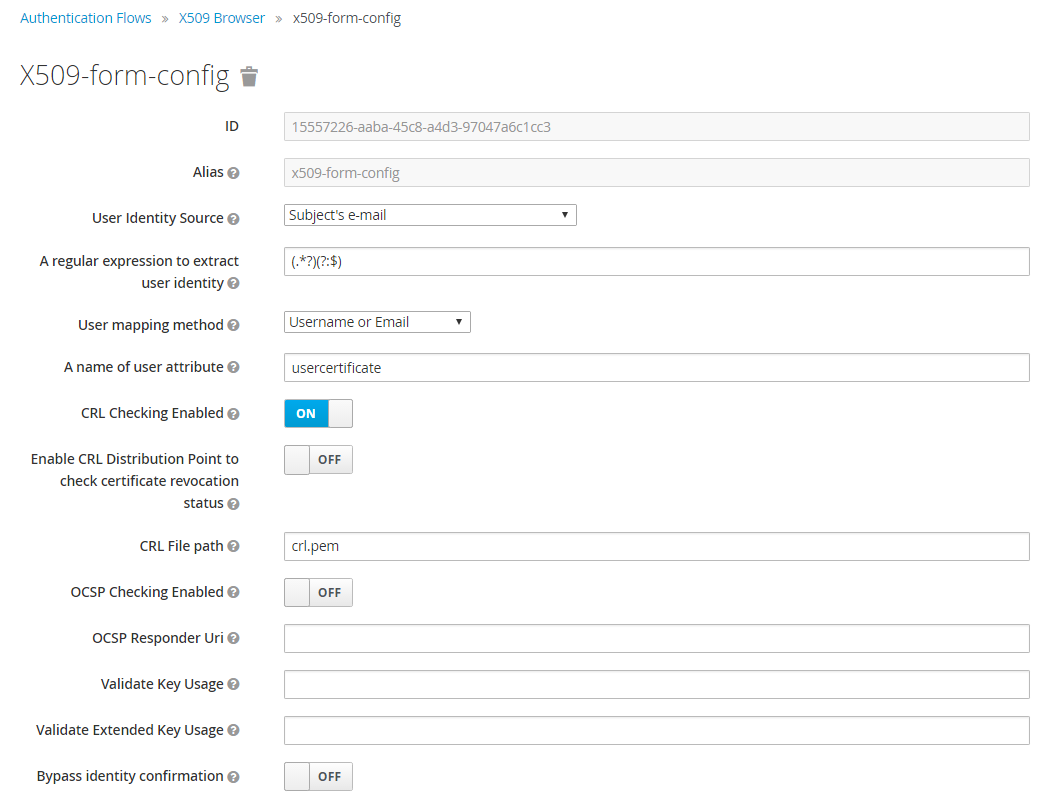 Authentication Flows » X509 Browser » x509-form-config
X509-form-config
ID 15557226-aaba-45c8-a4d3-97047a6c1cc3
Alias x509-form-config
User Identity Source Subject's e-mail
A regular expression to extract
user identity (.*?)(?:$)
User mapping method Username or Email
A name of user attribute usercertificate
CRL Checking Enabled ON
Enable CRL Distribution Point to
check certificate revocation
status OFF
CRL File path crl.pem
OCSP Checking Enabled OFF
OCSP Responder Uri
Validate Key Usage
Validate Extended Key Usage
Bypass identity confirmation OFF